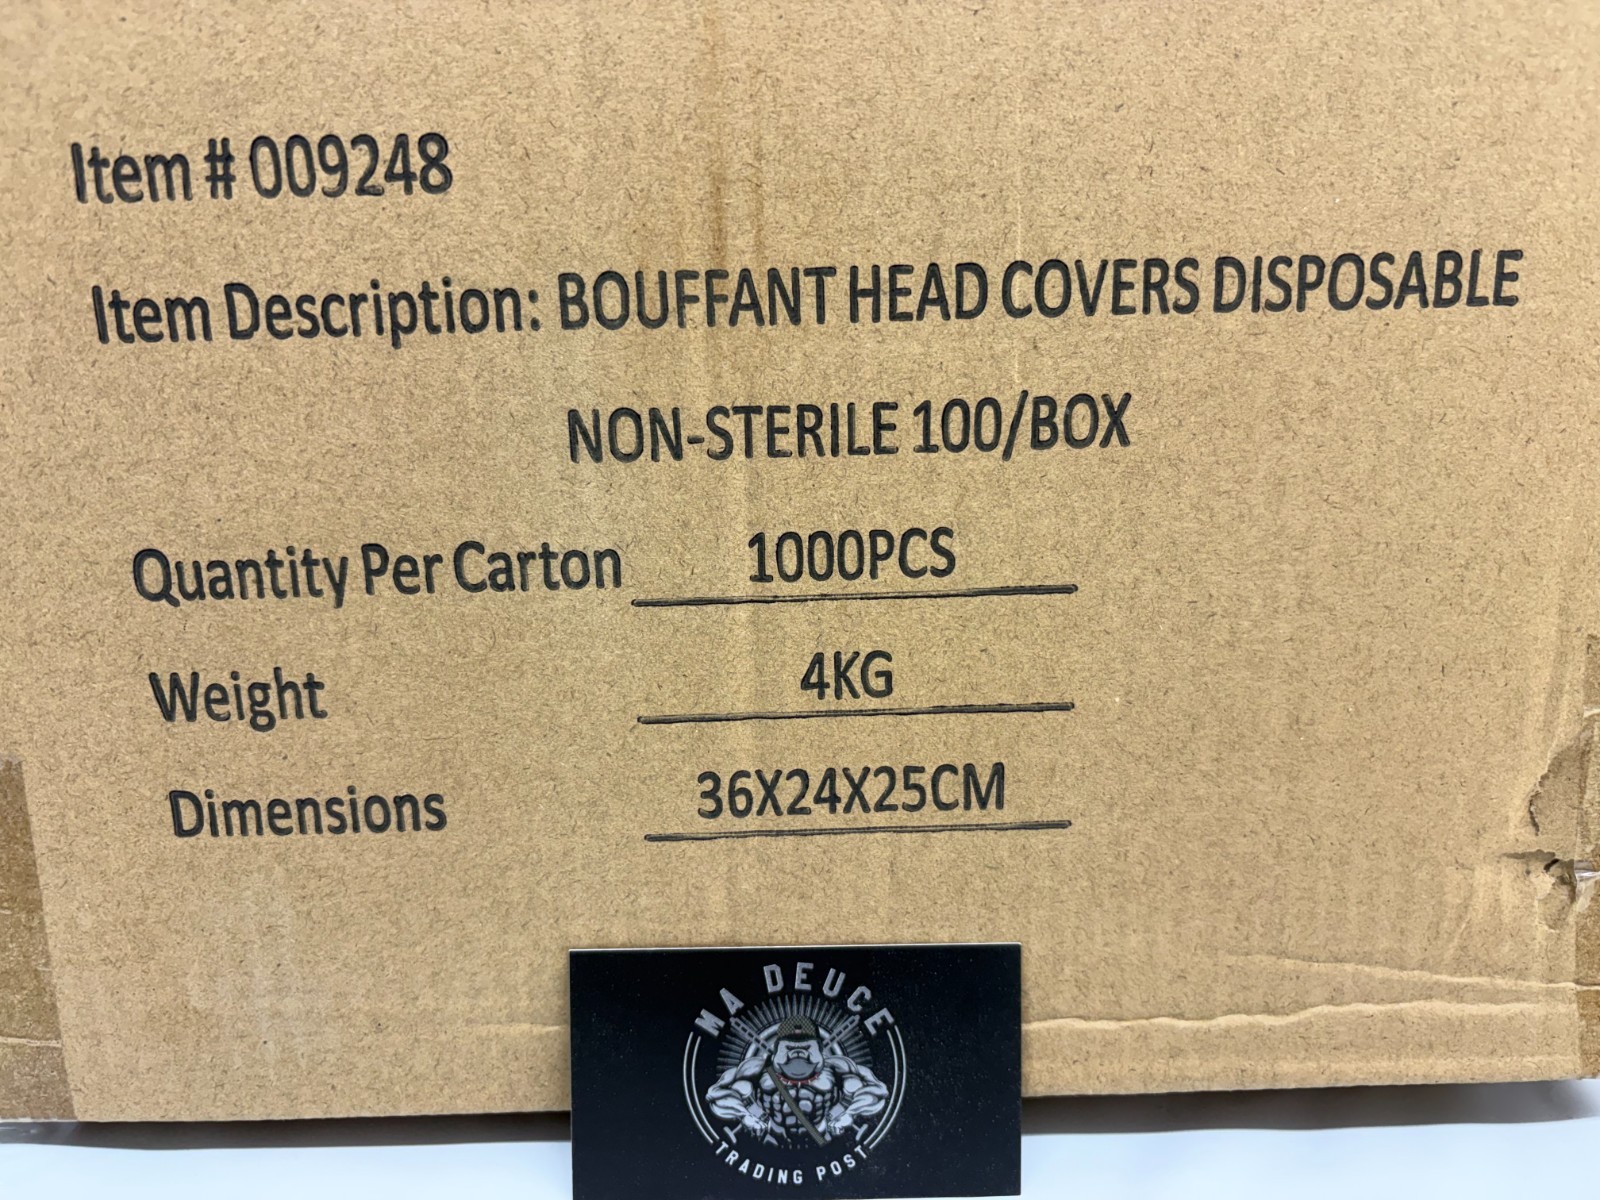 Item # 009248
Item Description: BOUFFANT HEAD COVERS DISPOSABLE
NON-STERILE 100/BOX
Quantity Per Carton 1000PCS
Weight 4KG
Dimensions 36X24X25CM
MA DEUCE
TRADING POST